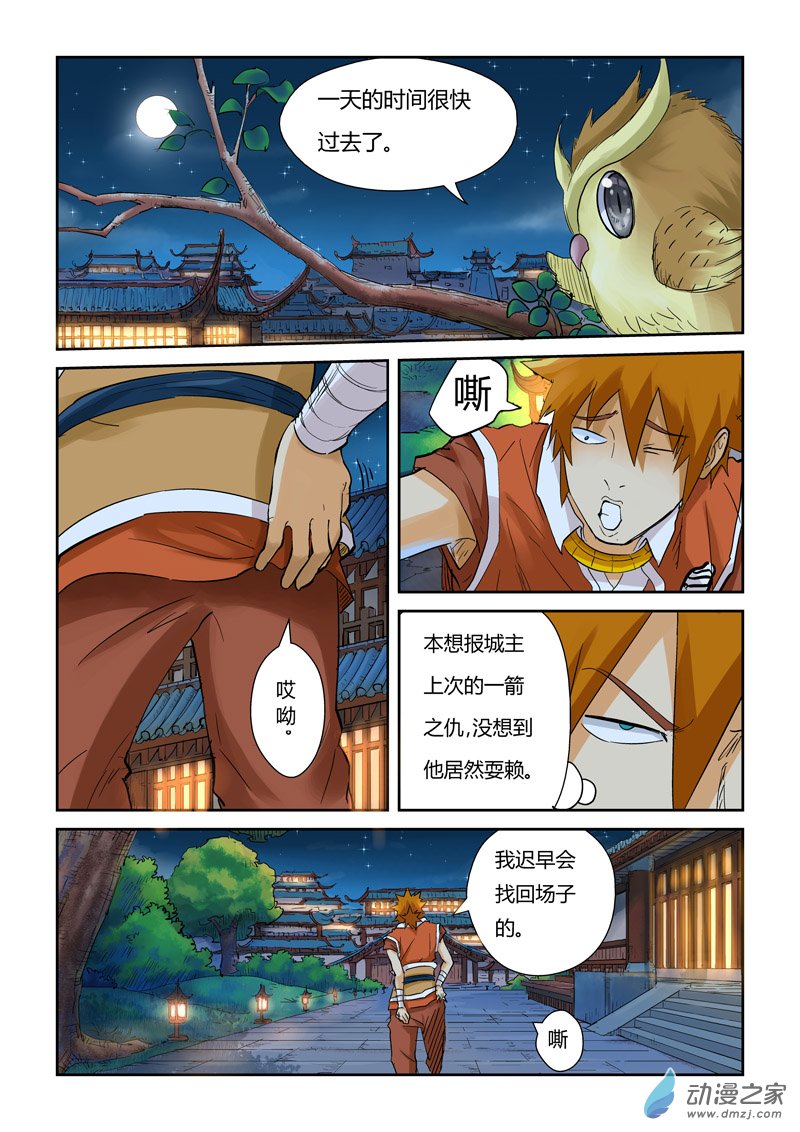 一天的时间很快
过去了。
嘶
哎
呦
。
本想报城主
上次的一箭
之仇,没想到
他居然耍赖。
我迟早会
找回场子
的。
嘶
动漫之家
www.dmzj.com